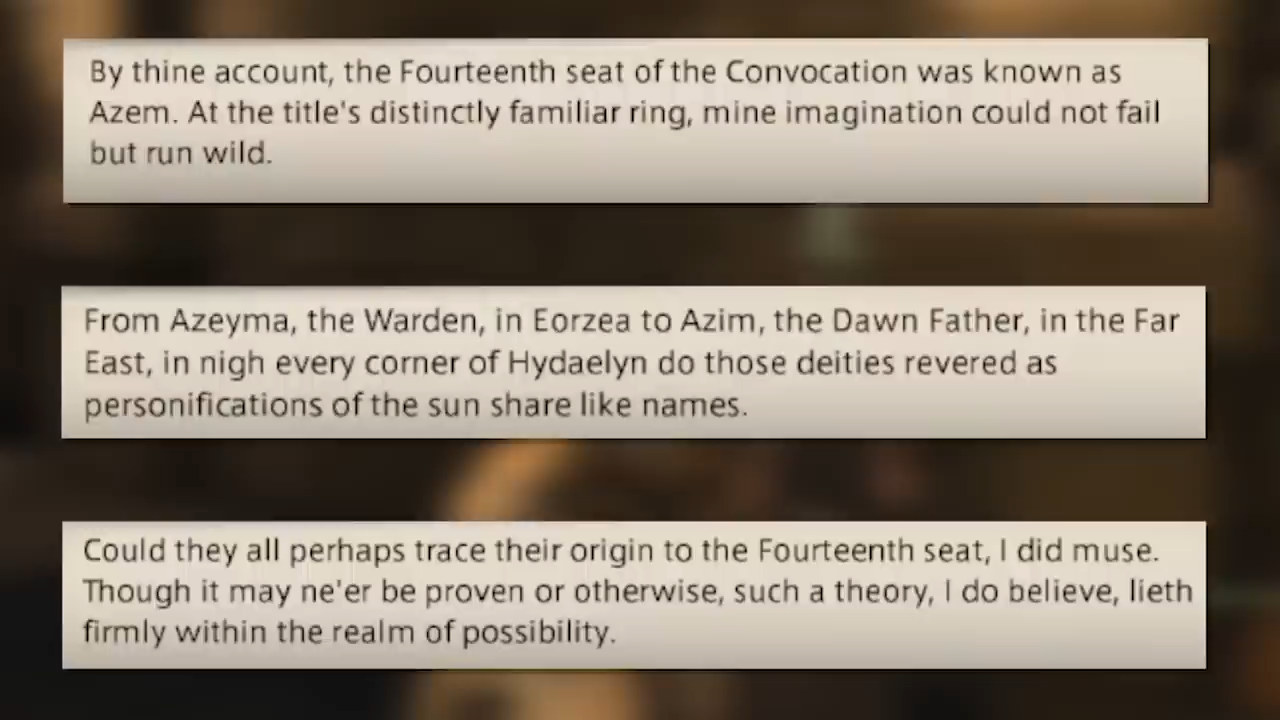 By thine account, the Fourteenth seat of the Convocation was known as
Azem. At the title's distinctly familiar ring, mine imagination could not fail
but run wild.
From Azeyma, the Warden, in Eorzea to Azim, the Dawn Father, in the Far
East, in nigh every corner of Hydaelyn do those deities revered as
personifications of the sun share like names.
Could they all perhaps trace their origin to the Fourteenth seat, I did muse.
Though it may ne'er be proven or otherwise, such a theory, I do believe, lieth
firmly within the realm of possibility.